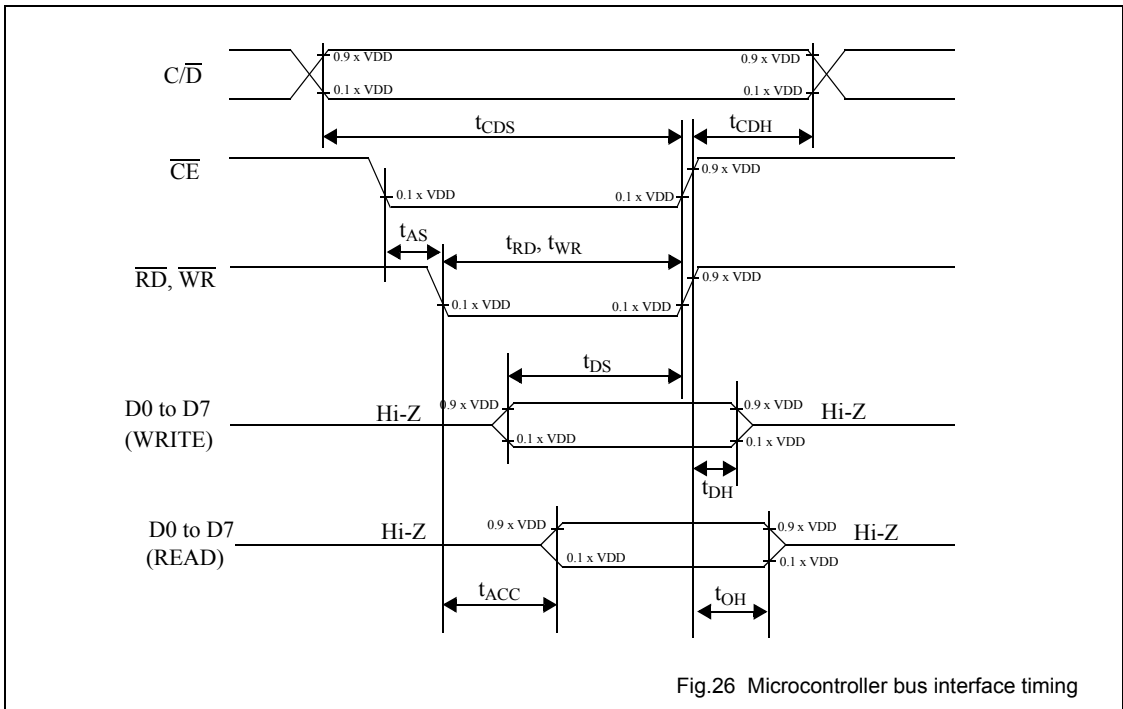 C/D̅
0.9 x VDD
0.9 x VDD
0.1 x VDD
0.1 x VDD
tCDS
tCDH
C̅E̅
0.9 x VDD
0.1 x VDD
0.1 x VDD
tAS
tRD, tWR
R̅D̅, W̅R̅
0.9 x VDD
0.1 x VDD
0.1 x VDD
tDS
D0 to D7
(WRITE)
Hi-Z
0.9 x VDD
0.9 x VDD
Hi-Z
0.1 x VDD
0.1 x VDD
tDH
D0 to D7
(READ)
Hi-Z
0.9 x VDD
0.9 x VDD
Hi-Z
0.1 x VDD
0.1 x VDD
tACC
tOH
Fig.26 Microcontroller bus interface timing